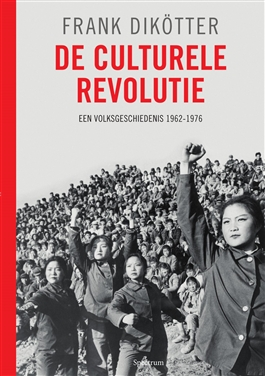 FRANK DIKÖTTER
DE CULTURELE
REVOLUTIE
EEN VOLKSGESCHIEDENIS 1962-1976
Spectrum